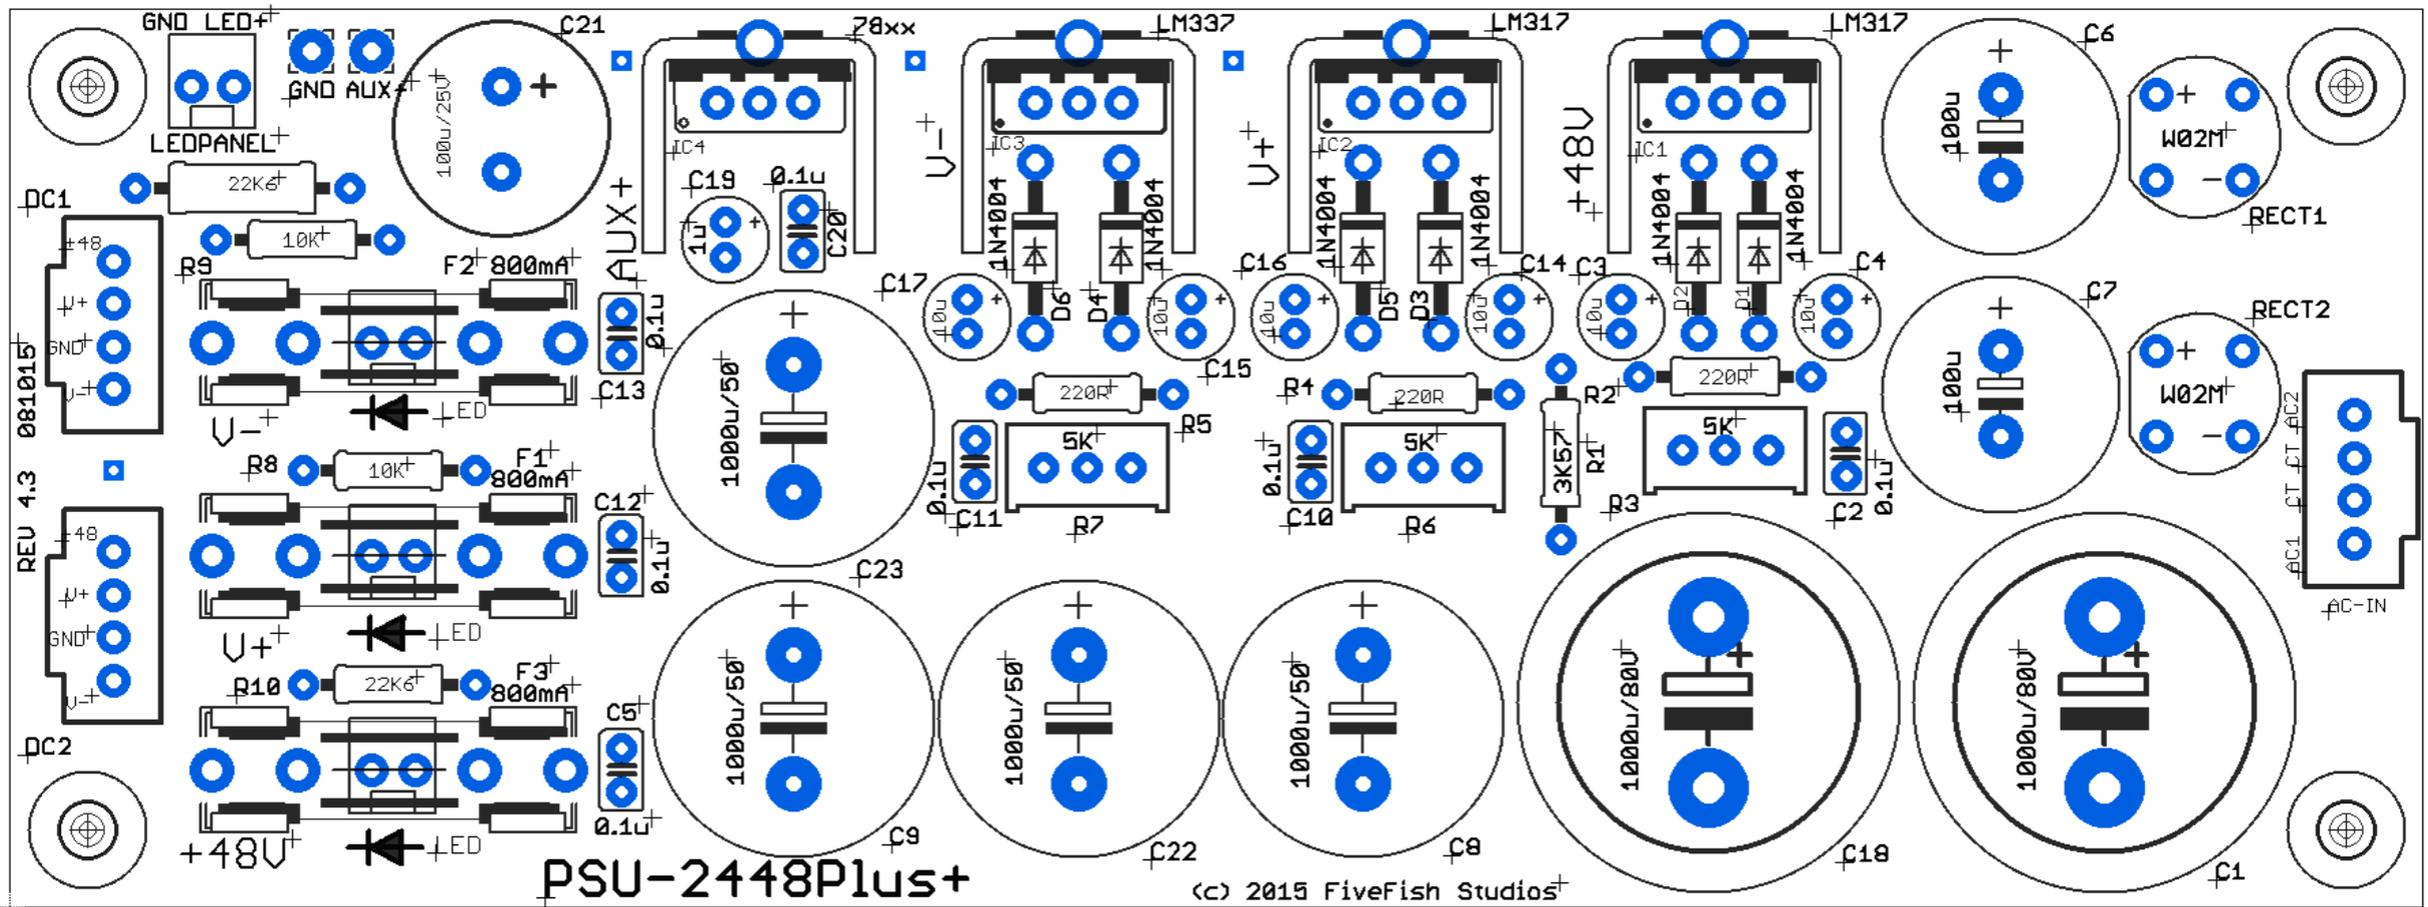 GND LED+
LEDPANEL
GND AUX+
C21
100u/25V
78xx
IC4
AUX+
LM337
IC3
V-
LM317
IC2
V+
LM317
IC1
+48V
C6
100u
W02M
RECT1
22K6
10K
R9
DC1
+48
V+
GND
V-
081015
REV 4.3
F2 800mA
LED
V-
C19
1u
0.1u
C20
0.1u
C13
C17
10u
1N4004
D6
D4
1N4004
10u
C15
C16
10u
1N4004
D5
D3
1N4004
C14
10u
C3
10u
1N4004
D2
D1
1N4004
C4
10u
C7
100u
W02M
RECT2
1000u/50
C23
220R
R5
R4
220R
R2
220R
0.1u
C11
5K
R7
0.1u
C10
5K
R6
3K57
R1
5K
R3
0.1u
C2
AC2
CT
CT
AC1
AC-IN
R8
10K
F1
800mA
LED
V+
C12
0.1u
+48
V+
GND
V-
DC2
R10
22K6
F3
800mA
LED
+48V
C5
0.1u
1000u/50
C9
1000u/50
C22
1000u/50
C8
1000u/80V
C18
1000u/80V
C1
PSU-2448Plus+
(c) 2015 FiveFish Studios